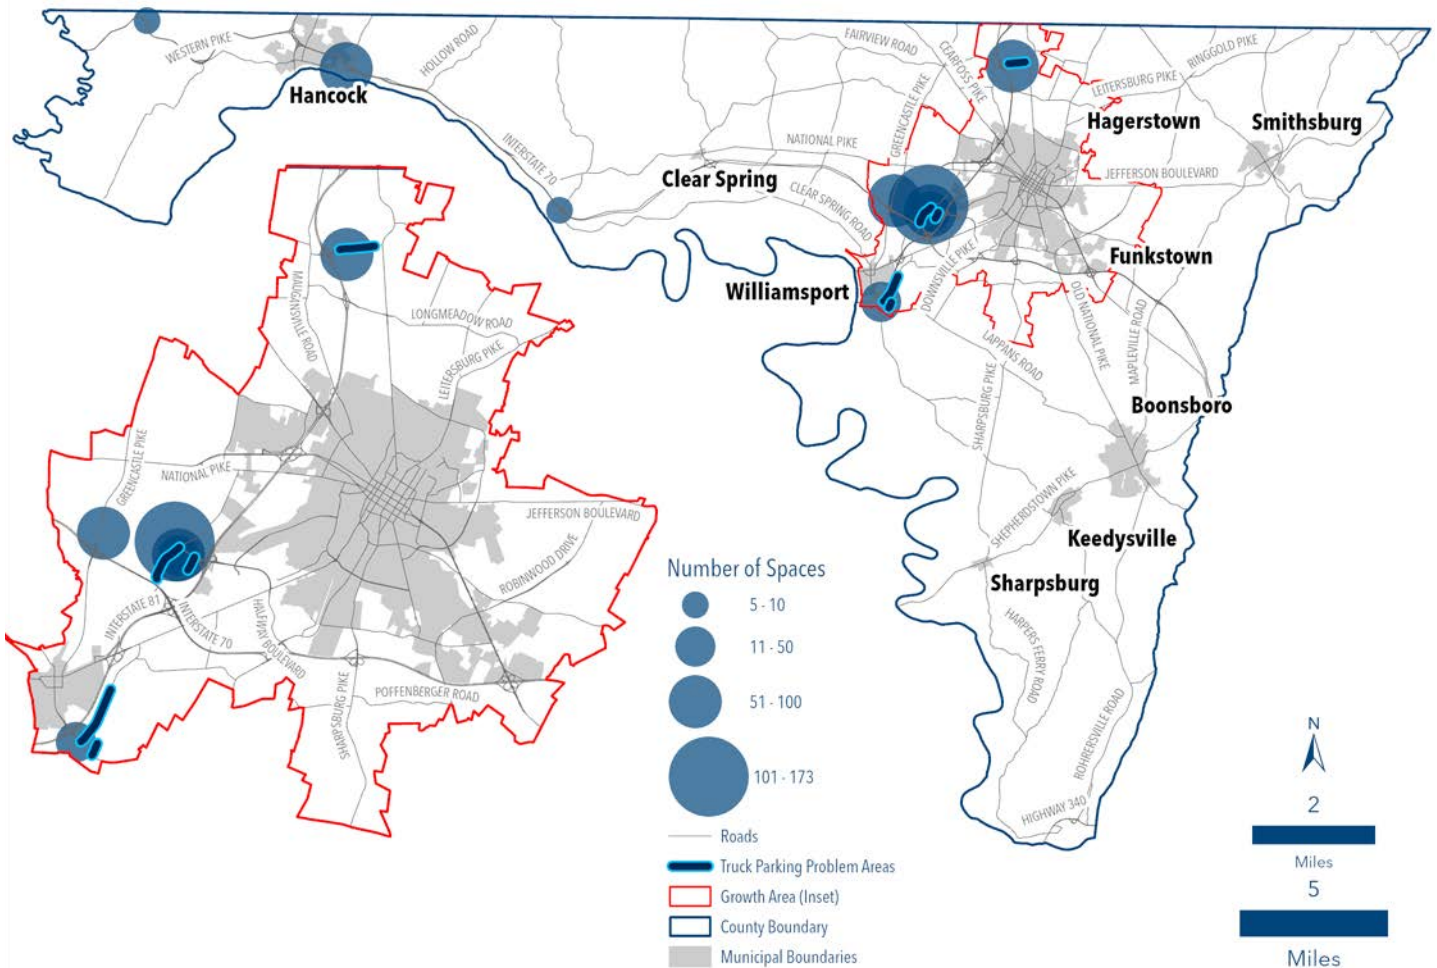 WESTERN PIKE
HOLLOW ROAD
Hancock
INTERSTATE 70
FAIRVIEW ROAD
CEARFOSS PIKE
GREENCASTLE PIKE
RINGGOLD PIKE
LEITERSBURG PIKE
Hagerstown
Smithsburg
NATIONAL PIKE
JEFFERSON BOULEVARD
Clear Spring
CLEAR SPRING ROAD
Funkstown
DOWNSVILLE PIKE
Williamsport
OLD NATIONAL PIKE
MAPLEVILLE ROAD
LAPPANS ROAD
SHARPSBURG PIKE
Boonsboro
SHEPHERDSTOWN PIKE
Keedysville
Sharpsburg
HARPERS FERRY ROAD
ROHRERSVILLE ROAD
HIGHWAY 340
MAUGANSVILLE ROAD
LONGMEADOW ROAD
LEITERSBURG PIKE
GREENCASTLE PIKE
NATIONAL PIKE
JEFFERSON BOULEVARD
ROBINWOOD DRIVE
INTERSTATE 81
INTERSTATE 70
HALFWAY BOULEVARD
SHARPSBURG PIKE
POFFENBERGER ROAD
Number of Spaces
5 - 10
11 - 50
51 - 100
101 - 173
Roads
Truck Parking Problem Areas
Growth Area (Inset)
County Boundary
Municipal Boundaries
N
2
Miles
5
Miles